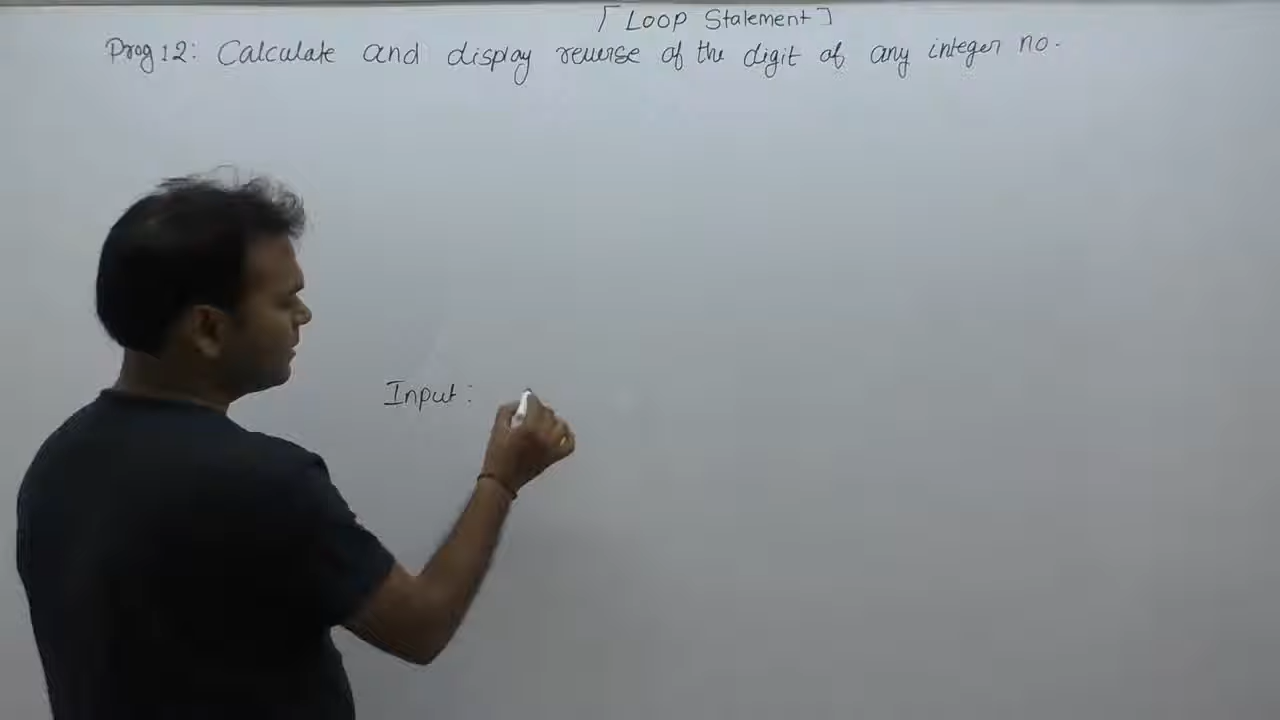 [Loop Statement]
Prog 12: Calculate and display reverse of the digit of any integer no.
Input: